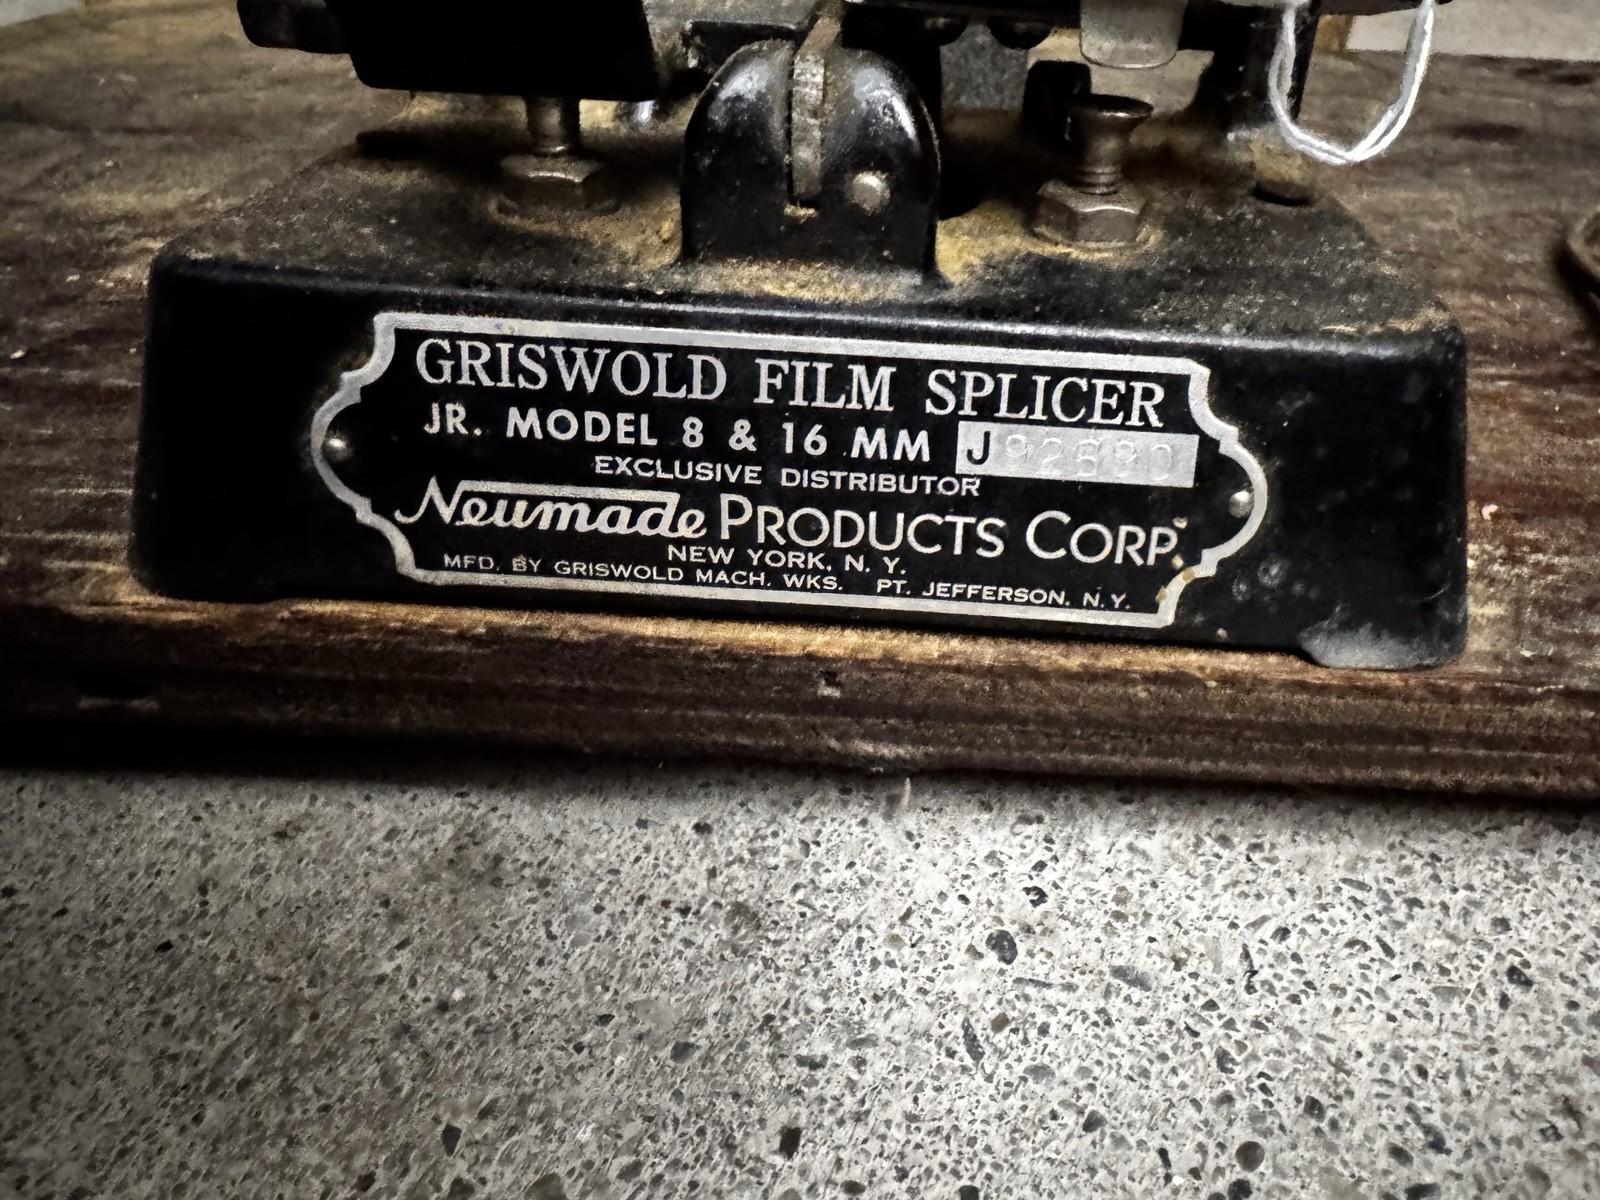 GRISWOLD FILM SPLICER
JR. MODEL 8 & 16 MM J
EXCLUSIVE DISTRIBUTOR
Neumade PRODUCTS CORP.
NEW YORK, N. Y.
MFD. BY GRISWOLD MACH. WKS. PT. JEFFERSON, N. Y.